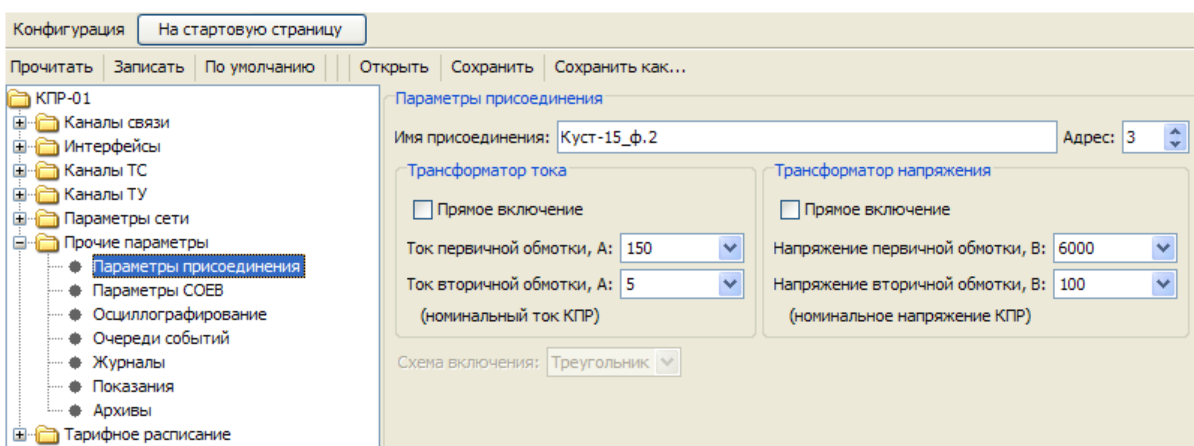 Конфигурация На стартовую страницу
Прочитать Записать По умолчанию Открыть Сохранить Сохранить как...
КПР-01
Каналы связи
Интерфейсы
Каналы ТС
Каналы ТУ
Параметры сети
Прочие параметры
Параметры присоединения
Параметры СОЕВ
Осциллографирование
Очереди событий
Журналы
Показания
Архивы
Тарифное расписание
Параметры присоединения
Имя присоединения: Куст-15_ф.2 Адрес: 3
Трансформатор тока
Прямое включение
Ток первичной обмотки, А: 150
Ток вторичной обмотки, А: 5
(номинальный ток КПР)
Трансформатор напряжения
Прямое включение
Напряжение первичной обмотки, В: 6000
Напряжение вторичной обмотки, В: 100
(номинальное напряжение КПР)
Схема включения: Треугольник